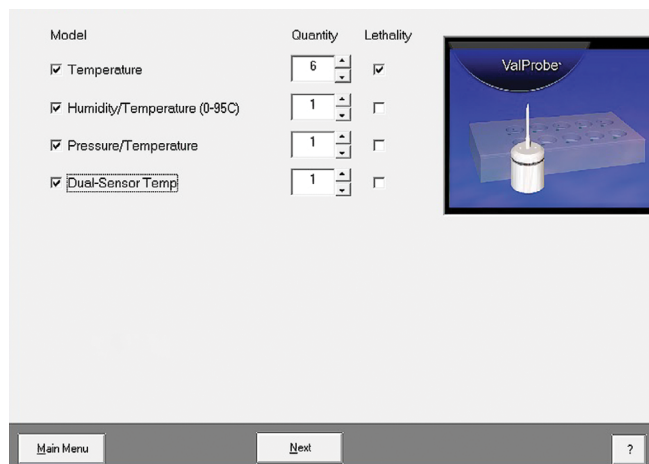 Model Quantity Lethality
Temperature 6
Humidity/Temperature (0-95C) 1
Pressure/Temperature 1
Dual-Sensor Temp 1
ValProbe
Main Menu Next ?